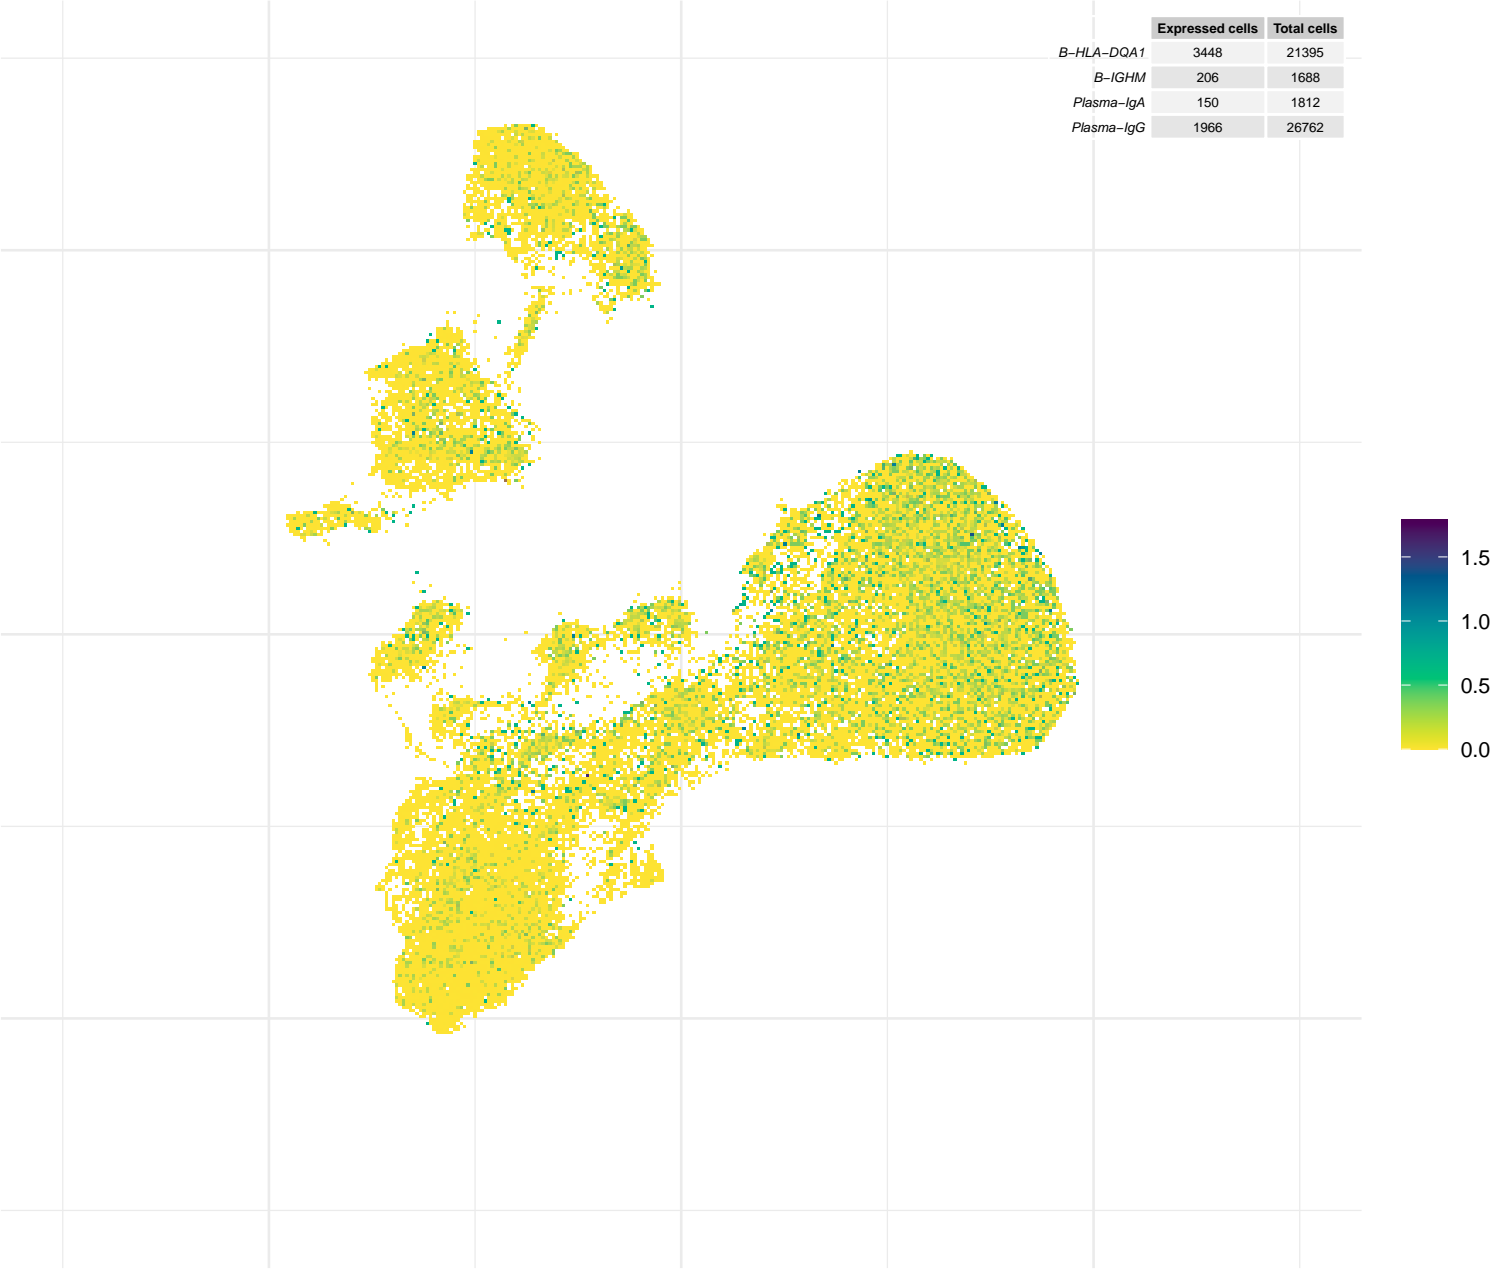 Expressed cells Total cells
B−HLA−DQA1 3448 21395
B−IGHM 206 1688
Plasma−IgA 150 1812
Plasma−IgG 1966 26762
1.5
1.0
0.5
0.0